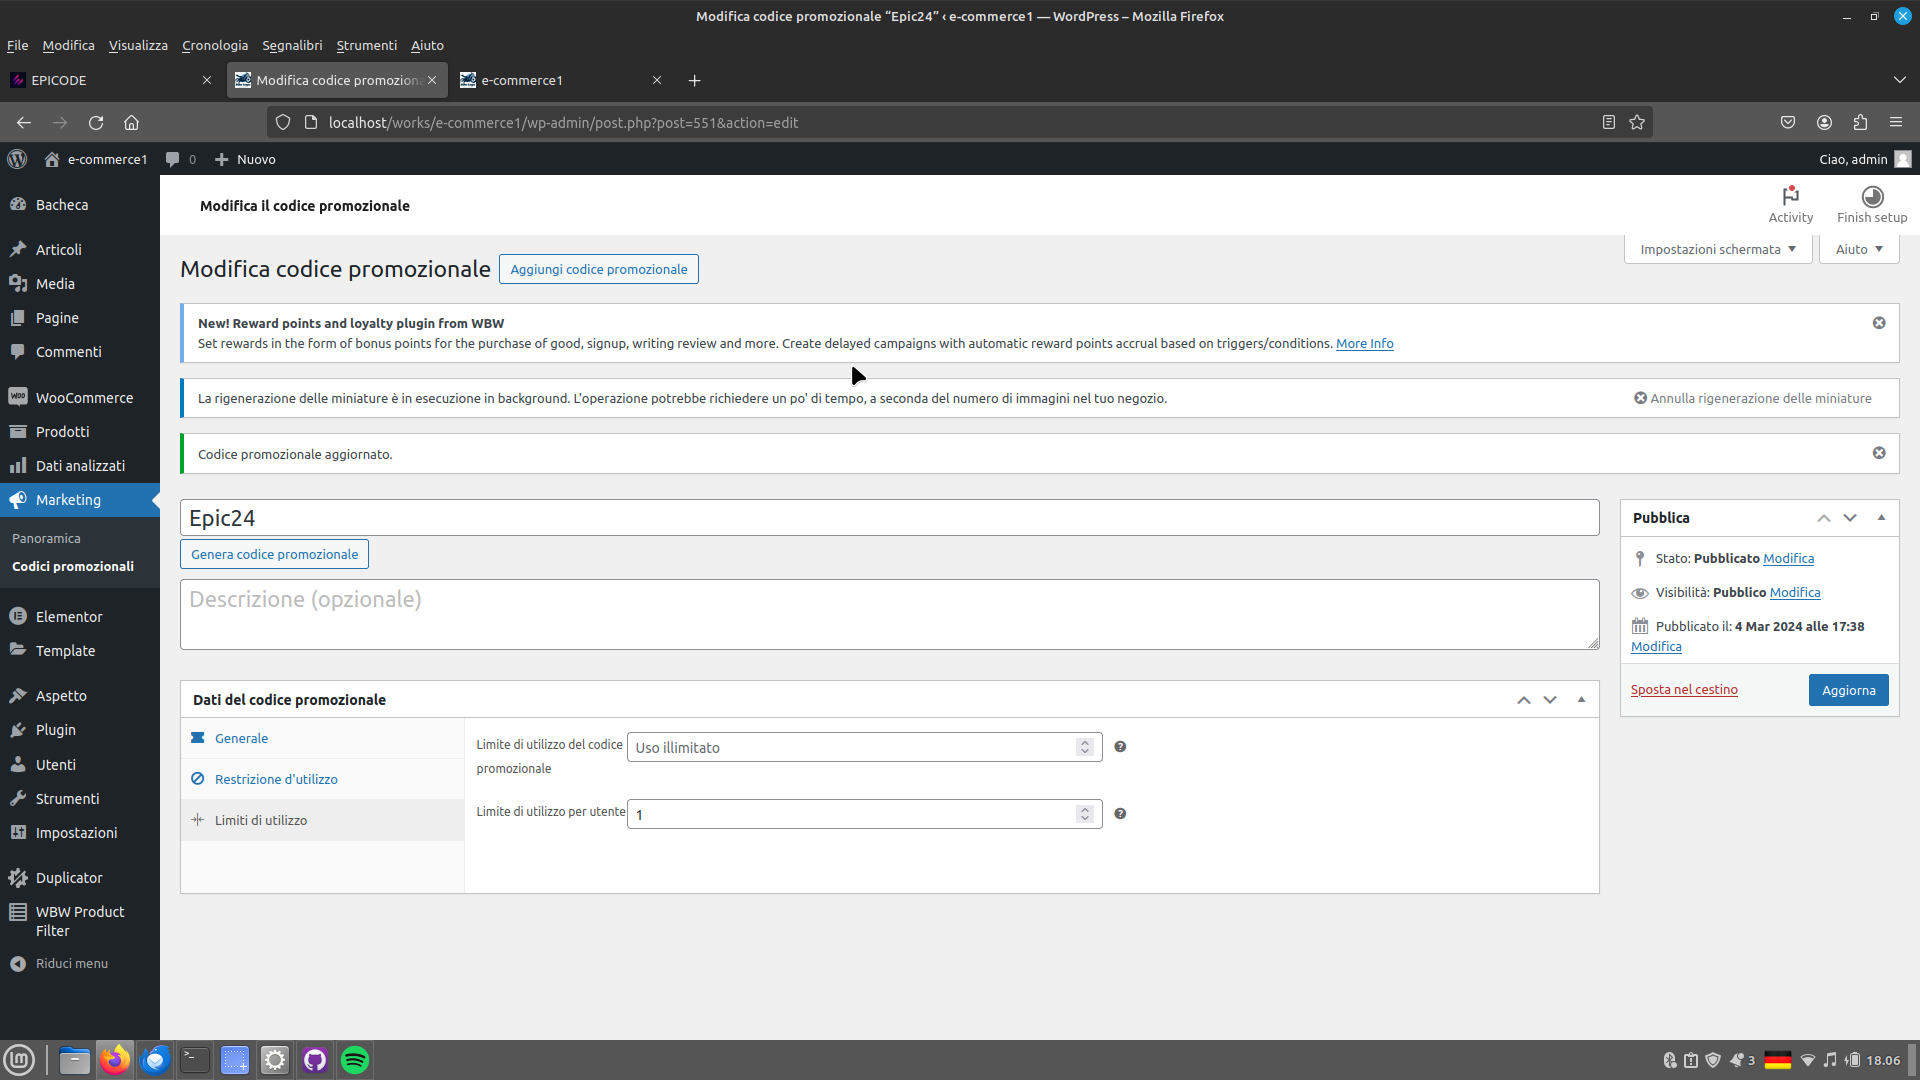 Modifica codice promozionale “Epic24” ‹ e-commerce1 — WordPress – Mozilla Firefox
File Modifica Visualizza Cronologia Segnalibri Strumenti Aiuto
EPICODE
Modifica codice promozion
e-commerce1
localhost/works/e-commerce1/wp-admin/post.php?post=551&action=edit
e-commerce1
0
Nuovo
Ciao, admin
Bacheca
Articoli
Media
Pagine
Commenti
WooCommerce
Prodotti
Dati analizzati
Marketing
Panoramica
Codici promozionali
Elementor
Template
Aspetto
Plugin
Utenti
Strumenti
Impostazioni
Duplicator
WBW Product
Filter
Riduci menu
Modifica il codice promozionale
Activity
Finish setup
Impostazioni schermata
Aiuto
Modifica codice promozionale
Aggiungi codice promozionale
New! Reward points and loyalty plugin from WBW
Set rewards in the form of bonus points for the purchase of good, signup, writing review and more. Create delayed campaigns with automatic reward points accrual based on triggers/conditions. More Info
La rigenerazione delle miniature è in esecuzione in background. L'operazione potrebbe richiedere un po' di tempo, a seconda del numero di immagini nel tuo negozio.
Annulla rigenerazione delle miniature
Codice promozionale aggiornato.
Epic24
Genera codice promozionale
Descrizione (opzionale)
Dati del codice promozionale
Generale
Restrizione d'utilizzo
Limiti di utilizzo
Limite di utilizzo del codice
promozionale
Uso illimitato
Limite di utilizzo per utente
1
Pubblica
Stato: Pubblicato Modifica
Visibilità: Pubblico Modifica
Pubblicato il: 4 Mar 2024 alle 17:38
Modifica
Sposta nel cestino
Aggiorna
3
18.06